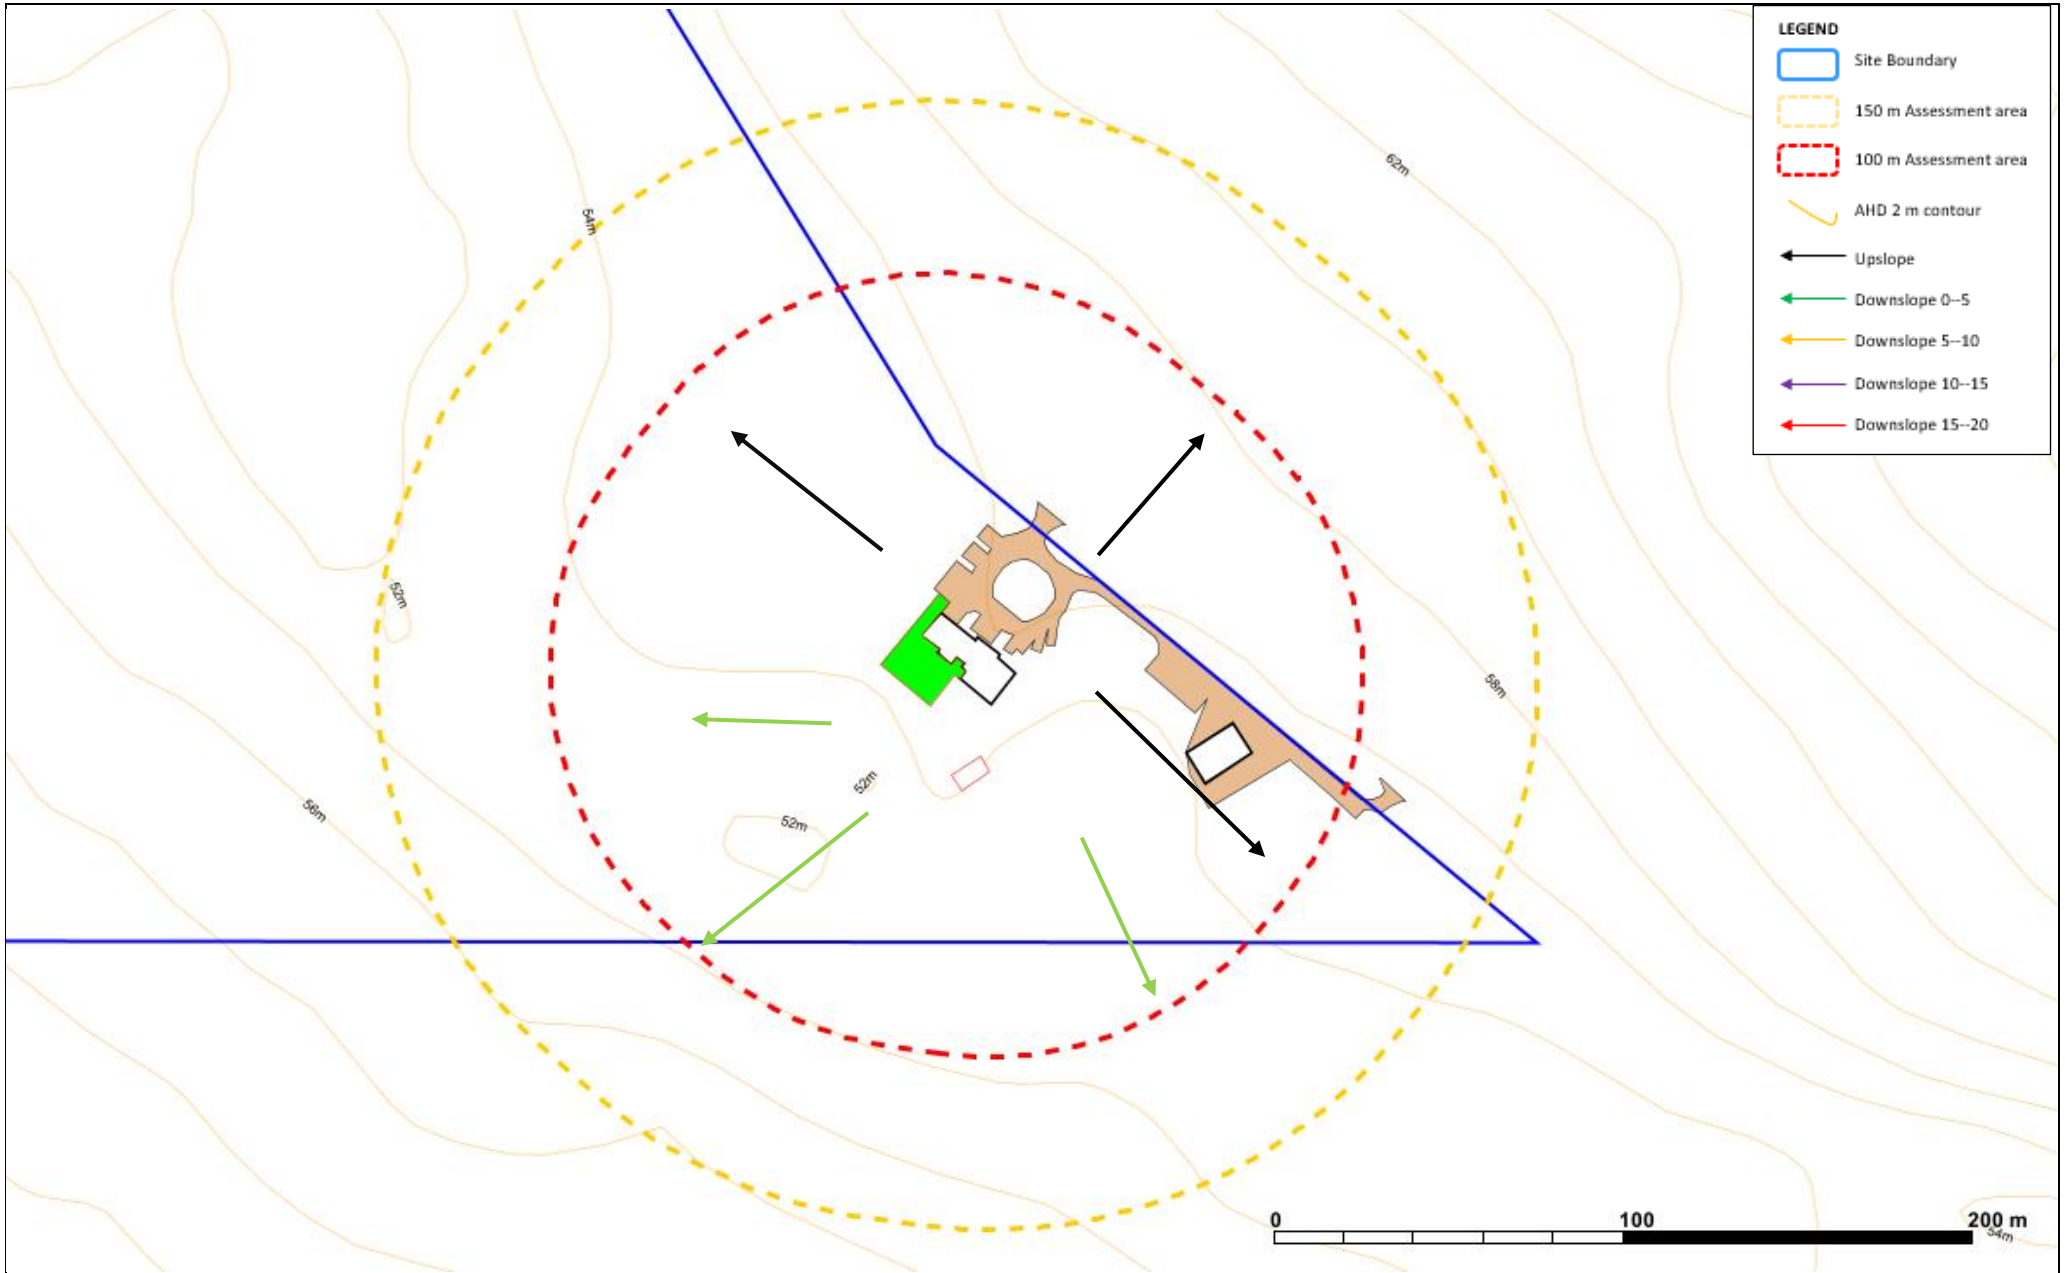 LEGEND
Site Boundary
150 m Assessment area
100 m Assessment area
AHD 2 m contour
Upslope
Downslope 0--5
Downslope 5--10
Downslope 10--15
Downslope 15--20
62m
54m
52m
58m
52m
52m
56m
0 100 200 m
54m